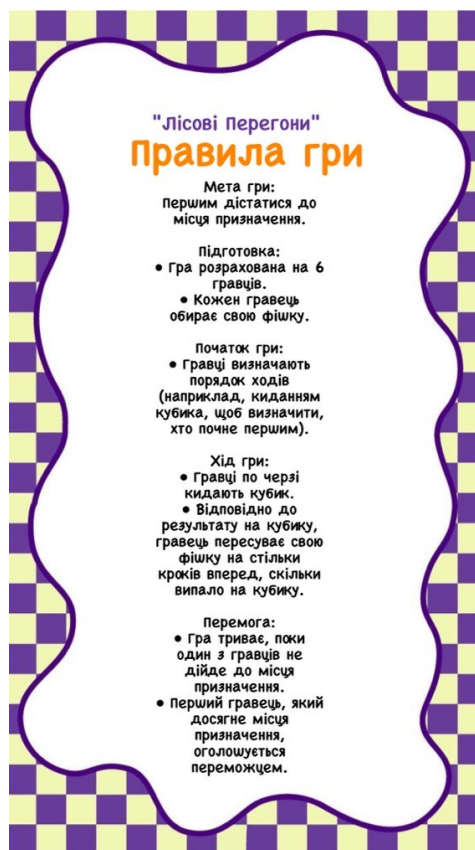 "Лісові Перегони"
Правила гри
Мета гри:
Першим дістатися до
місця призначення.
Підготовка:
• Гра розрахована на 6
гравців.
• Кожен гравець
обирає свою фішку.
Початок гри:
• Гравці визначають
порядок ходів
(наприклад, киданням
кубика, щоб визначити,
хто почне першим).
Хід гри:
• Гравці по черзі
кидають кубик.
• Відповідно до
результату на кубику,
гравець пересуває свою
фішку на стільки
кроків вперед, скільки
випало на кубику.
Перемога:
• Гра триває, поки
один з гравців не
дійде до місця
призначення.
• Перший гравець, який
досягне місця
призначення,
оголошується
переможцем.